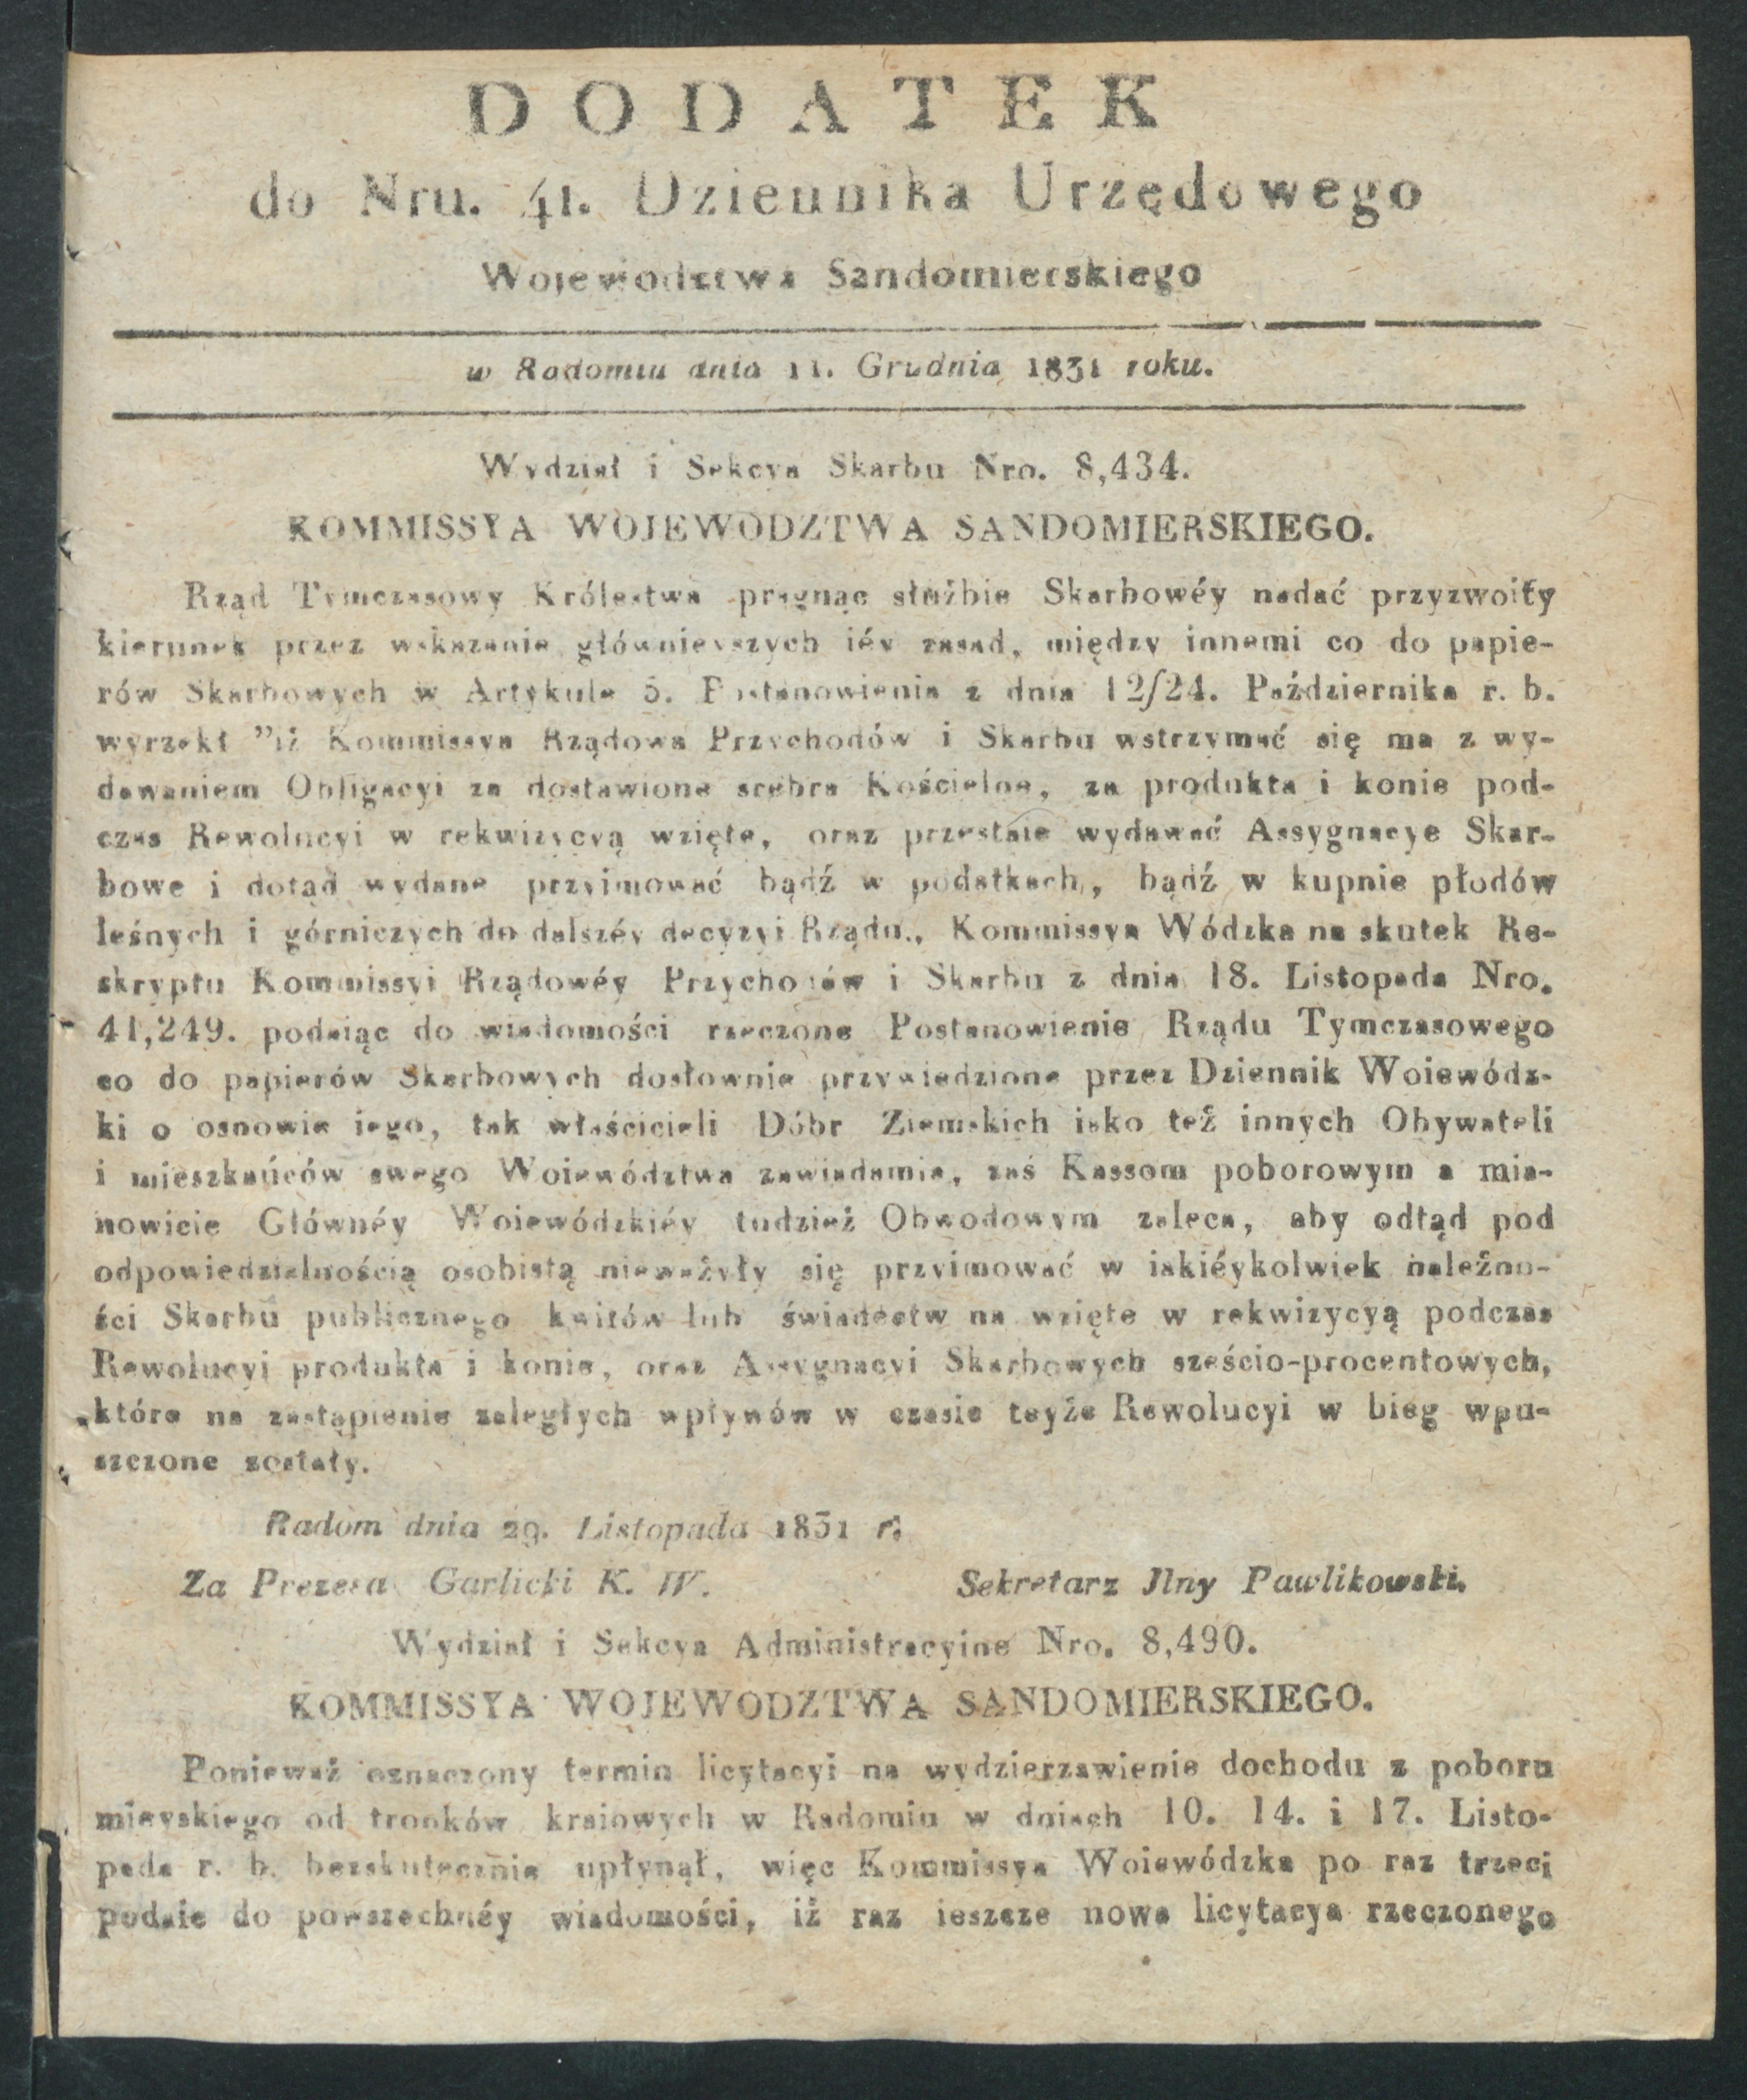 DODATEK
do Nru. 41. Dziennika Urzędowego
Wojewodztwa Sandomierskiego
w Radomiu dnia 11. Grudnia 1831 roku.
Wydział i Sekcya Skarbu Nro. 8,434.
KOMMISSYA WOJEWODZTWA SANDOMIERSKIEGO.
Rząd Tymczasowy Królestwa pragnąc służbie Skarbowéy nadać przyzwoity
kierunek przez wskazanie głównieyszych iéy zasad, między innemi co do papie-
rów Skarbowych w Artykule 5. Postanowienia z dnia 12/24. Października r. b.
wyrzekł "iż Kommissya Rządowa Przychodów i Skarbu wstrzymać się ma z wy-
dawaniem Obligacyi za dostawione srebra Kościelne, za produkta i konie pod-
czas Rewolucyi w rekwizycyą wzięte, oraz przestaie wydawać Assygnacye Skar-
bowe i dotąd wydane przyimować bądź w podatkach, bądź w kupnie płodów
leśnych i górniczych do dalszéy decyzyi Rządu., Kommissya Wódzka na skutek Re-
skryptu Kommissyi Rządowéy Przychodów i Skarbu z dnia 18. Listopada Nro.
41,249. podaiąc do wiadomości rzeczone Postanowienie Rządu Tymczasowego
co do papierów Skarbowych dosłownie przywiedzione przez Dziennik Woiewódz-
ki o osnowie iego, tak właścicieli Dóbr Ziemskich iako też innych Obywateli
i mieszkańców swego Woiewództwa zawiadamia, zaś Kassom poborowym a mia-
nowicie Główney Woiewódzkiéy tudzież Obwodowym zaleca, aby odtąd pod
odpowiedzialnością osobistą nieważyły się przyimować w iakiéykolwiek należno-
ści Skarbu publicznego kwitów lub świadectw na wzięte w rekwizycyą podczas
Rewolucyi produkta i konie, oraz Assygnacyi Skarbowych sześcio-procentowych,
które na zastąpienie zaległych wpływów w czasie teyże Rewolucyi w bieg wpu-
szczone zostały.
Radom dnia 29. Listopada 1831 r.
Za Prezesa Garlicki K. W. Sekretarz Jlny Pawlikowski.
Wydział i Sekcya Administracyine Nro. 8,490.
KOMMISSYA WOJEWODZTWA SANDOMIERSKIEGO.
Ponieważ oznaczony termin licytacyi na wydzierzawienie dochodu z poboru
mieyskiego od trunków kraiowych w Radomiu w dniach 10. 14. i 17. Listo-
pada r. b. bezskutecznie upłynął, więc Kommissya Woiewódzka po raz trzeci
podaie do powszechnéy wiadomości, iż raz ieszcze nowa licytacya rzeczonego